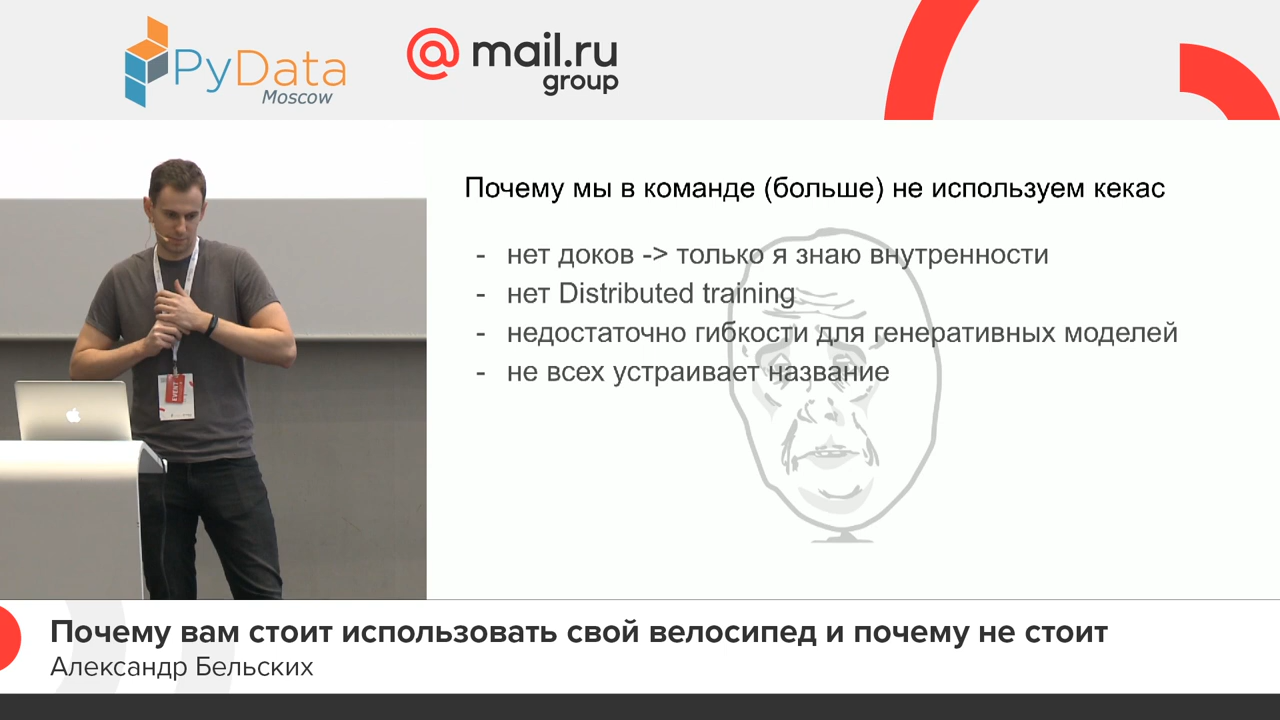 PyData
Moscow
@mail.ru
group
Почему мы в команде (больше) не используем кекас
- нет доков -> только я знаю внутренности
- нет Distributed training
- недостаточно гибкости для генеративных моделей
- не всех устраивает название
EVENT
Почему вам стоит использовать свой велосипед и почему не стоит
Александр Бельских